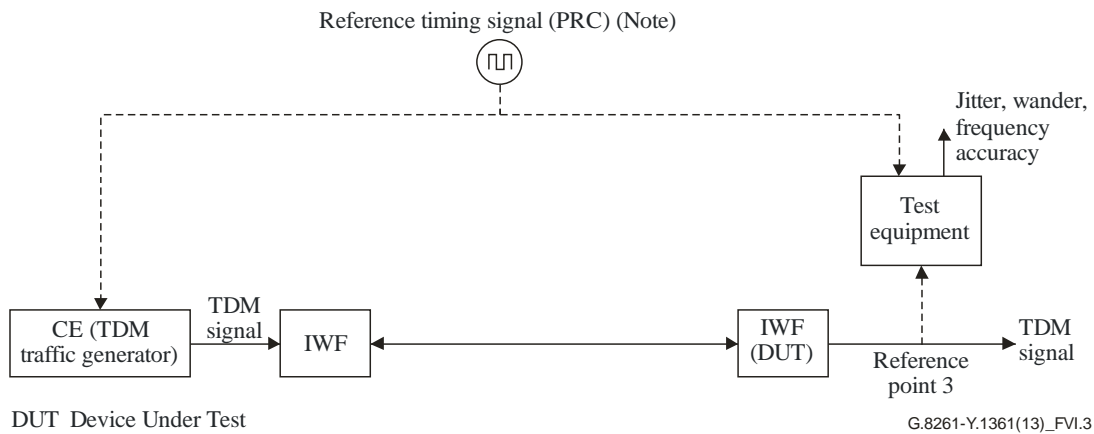 Reference timing signal (PRC) (Note)
Jitter, wander,
frequency
accuracy
Test
equipment
CE (TDM
traffic generator)
TDM
signal
IWF
IWF
(DUT)
Reference
point 3
TDM
signal
DUT Device Under Test
G.8261-Y.1361(13)_FVI.3